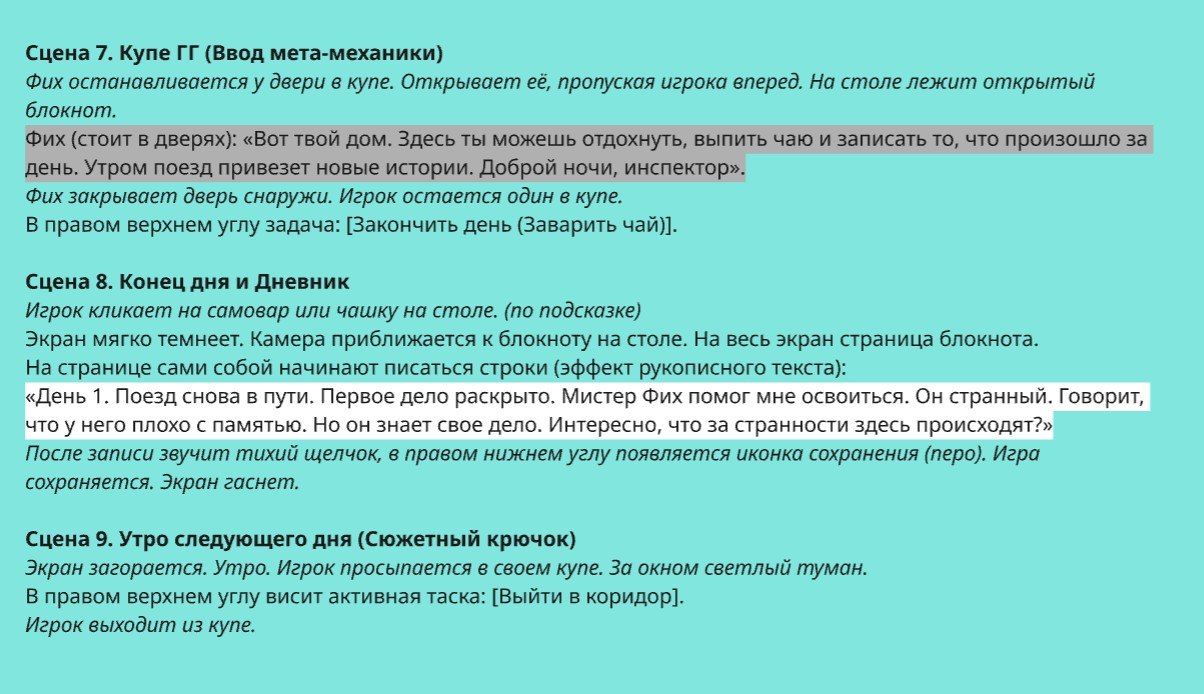 Сцена 7. Купе ГГ (Ввод мета-механики)
Фих останавливается у двери в купе. Открывает её, пропуская игрока вперед. На столе лежит открытый
блокнот.
Фих (стоит в дверях): «Вот твой дом. Здесь ты можешь отдохнуть, выпить чаю и записать то, что произошло за
день. Утром поезд привезет новые истории. Доброй ночи, инспектор».
Фих закрывает дверь снаружи. Игрок остается один в купе.
В правом верхнем углу задача: [Закончить день (Заварить чай)].
Сцена 8. Конец дня и Дневник
Игрок кликает на самовар или чашку на столе. (по подсказке)
Экран мягко темнеет. Камера приближается к блокноту на столе. На весь экран страница блокнота.
На странице сами собой начинают писаться строки (эффект рукописного текста):
«День 1. Поезд снова в пути. Первое дело раскрыто. Мистер Фих помог мне освоиться. Он странный. Говорит,
что у него плохо с памятью. Но он знает свое дело. Интересно, что за странности здесь происходят?»
После записи звучит тихий щелчок, в правом нижнем углу появляется иконка сохранения (перо). Игра
сохраняется. Экран гаснет.
Сцена 9. Утро следующего дня (Сюжетный крючок)
Экран загорается. Утро. Игрок просыпается в своем купе. За окном светлый туман.
В правом верхнем углу висит активная таска: [Выйти в коридор].
Игрок выходит из купе.